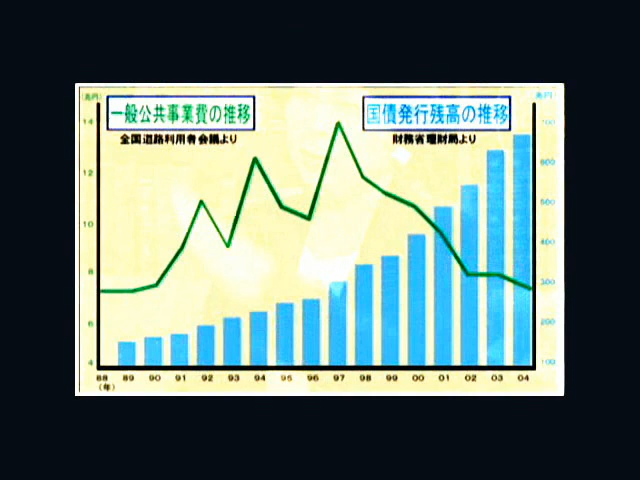 (兆円)
兆円)
一般公共事業費の推移
国債発行残高の推移
全国道路利用者会議より
財務省理財局より
14
12
10
8
6
4
700
600
500
400
300
200
100
88 89 90 91 92 93 94 95 96 97 98 99 00 01 02 03 04
(年)